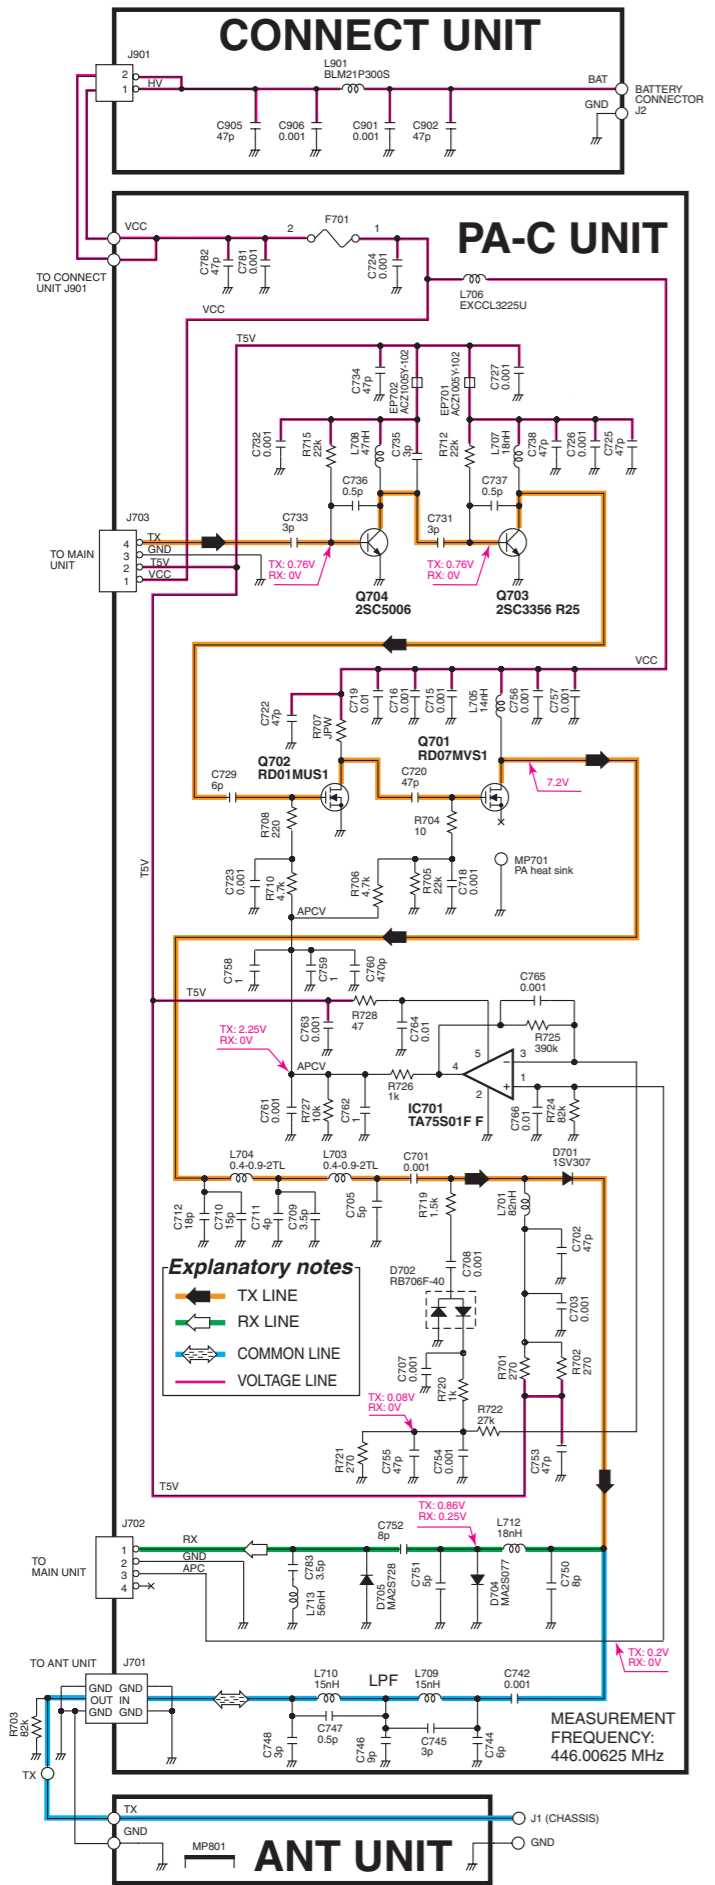 CONNECT UNIT
J901
2
1
HV
L901
BLM21P300S
BAT
GND
BATTERY
CONNECTOR
J2
C905
47p
C906
0.001
C901
0.001
C902
47p
PA-C UNIT
VCC
2
F701
1
C782
47p
C781
0.001
C724
0.001
TO CONNECT
UNIT J901
L706
EXCCL3225U
VCC
T5V
C734
47p
EP702
ACZ1005Y-102
EP701
ACZ1005Y-102
C727
0.001
C732
0.001
R715
22k
L708
47nH
C735
3p
R712
22k
L707
18nH
C738
47p
C726
0.001
C725
47p
C736
0.5p
C737
0.5p
J703
TO MAIN
UNIT
4
3
2
1
TX
GND
T5V
VCC
C733
3p
C731
3p
TX: 0.76V
RX: 0V
TX: 0.76V
RX: 0V
Q704
2SC5006
Q703
2SC3356 R25
VCC
C722
47p
R707
JPW
C719
0.01
C716
0.001
C715
0.001
L705
14nH
C756
0.001
C757
0.001
Q702
RD01MUS1
Q701
RD07MVS1
C729
6p
C720
47p
7.2V
R708
220
R704
10
C723
0.001
R710
4.7k
R706
4.7k
R705
22k
C718
0.001
MP701
PA heat sink
T5V
APCV
C758
1
C759
1
C760
470p
T5V
C763
0.001
R728
47
C764
0.01
C765
0.001
R725
390k
TX: 2.25V
RX: 0V
APCV
R726
1k
4
5
2
3
1
−
+
IC701
TA75S01F F
C761
0.001
R727
10k
C762
1
C766
0.01
R724
82k
L704
0.4-0.9-2TL
L703
0.4-0.9-2TL
C701
0.001
D701
1SV307
C712
18p
C710
15p
C711
4p
C709
3.5p
C705
5p
R719
1.5k
L701
82nH
C702
47p
C708
0.001
D702
RB706F-40
C703
0.001
Explanatory notes
TX LINE
RX LINE
COMMON LINE
VOLTAGE LINE
C707
0.001
R720
1k
R701
270
R702
270
TX: 0.08V
RX: 0V
R722
27k
R721
270
C755
47p
C754
0.001
C753
47p
T5V
TX: 0.86V
RX: 0.25V
J702
TO
MAIN UNIT
1
2
3
4
RX
GND
APC
C752
8p
L712
18nH
C783
3.5p
L713
56nH
D705
MA2S728
C751
5p
D704
MA2S077
C750
8p
TX: 0.2V
RX: 0V
TO ANT UNIT
J701
GND GND
OUT IN
GND GND
R703
82k
TX
L710
15nH
LPF
L709
15nH
C742
0.001
C748
3p
C747
0.5p
C746
9p
C745
3p
C744
6p
MEASUREMENT
FREQUENCY:
446.00625 MHz
TX
GND
MP801
ANT UNIT
J1 (CHASSIS)
GND